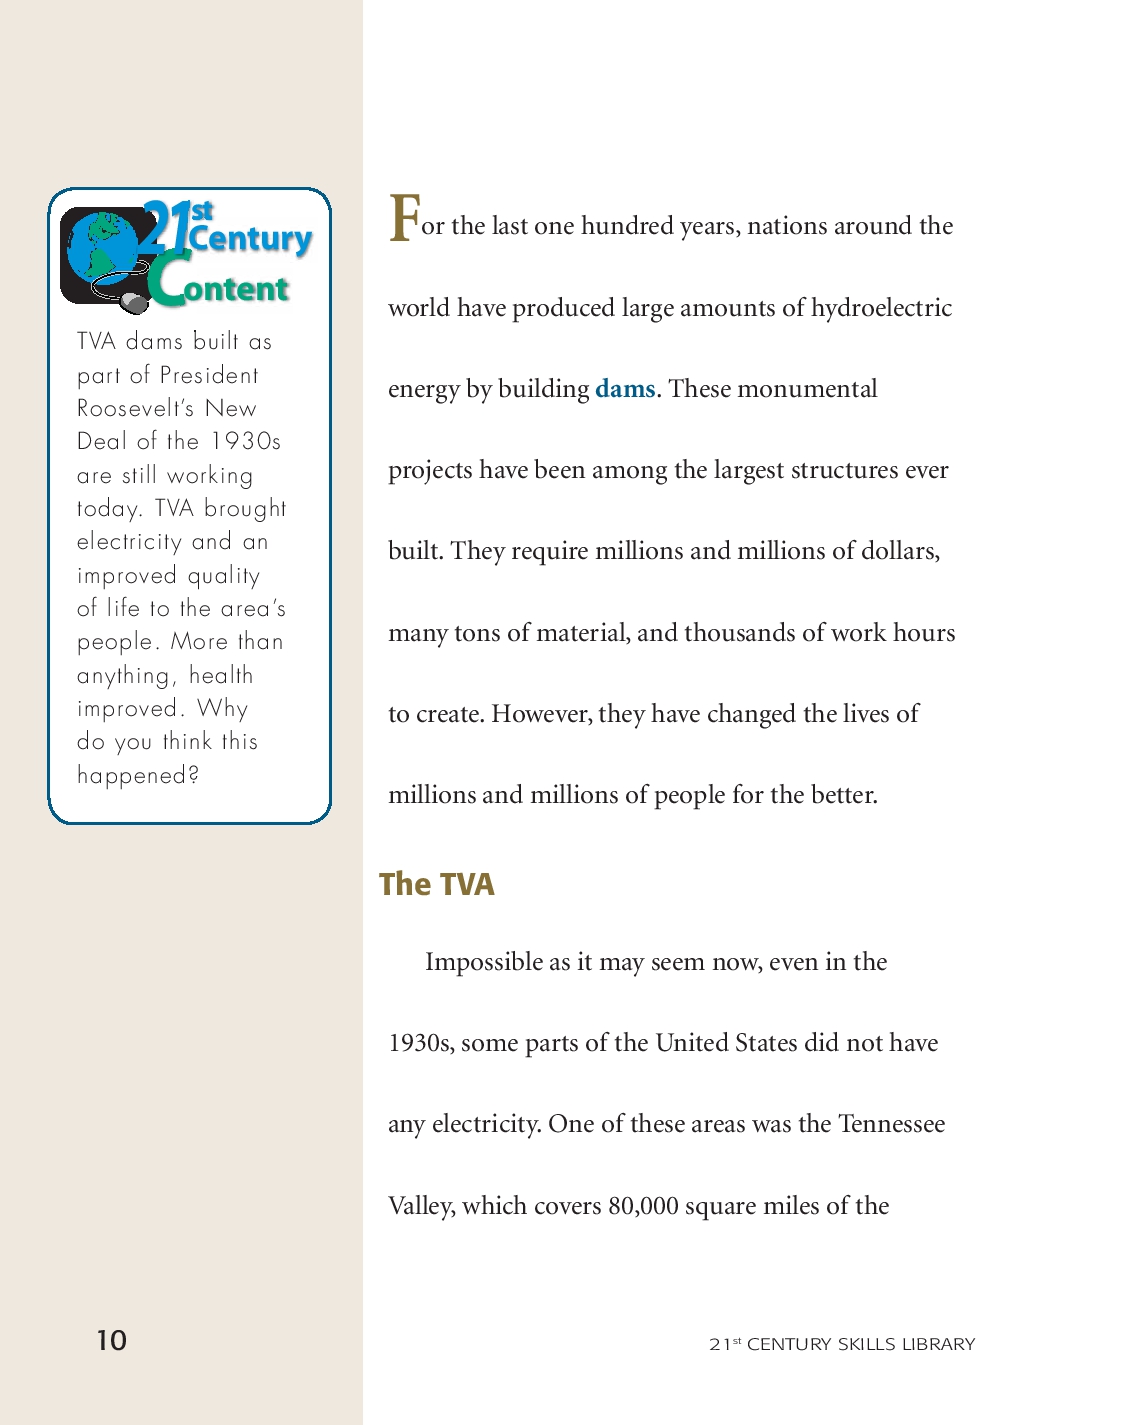 21st
Century
Content
TVA dams built as
part of President
Roosevelt’s New
Deal of the 1930s
are still working
today. TVA brought
electricity and an
improved quality
of life to the area’s
people. More than
anything, health
improved. Why
do you think this
happened?
For the last one hundred years, nations around the
world have produced large amounts of hydroelectric
energy by building dams. These monumental
projects have been among the largest structures ever
built. They require millions and millions of dollars,
many tons of material, and thousands of work hours
to create. However, they have changed the lives of
millions and millions of people for the better.
The TVA
Impossible as it may seem now, even in the
1930s, some parts of the United States did not have
any electricity. One of these areas was the Tennessee
Valley, which covers 80,000 square miles of the
10
21st CENTURY SKILLS LIBRARY